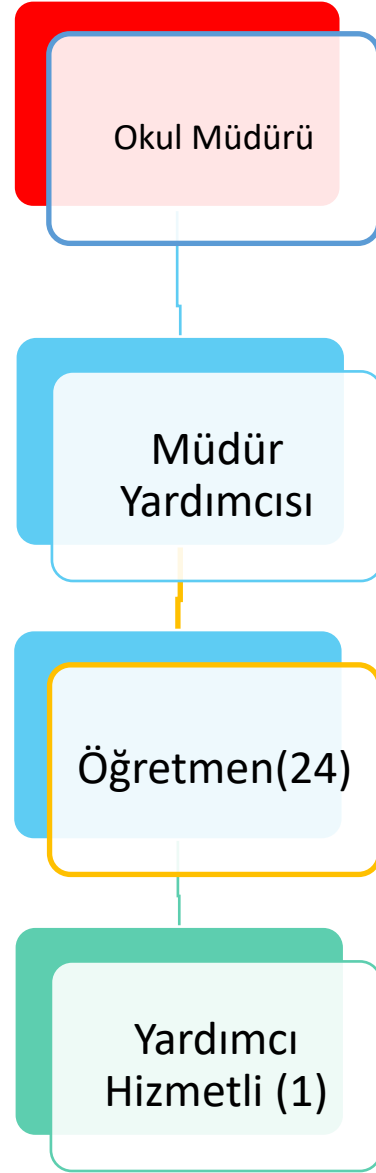 Okul Müdürü
Müdür
Yardımcısı
Öğretmen(24)
Yardımcı
Hizmetli (1)